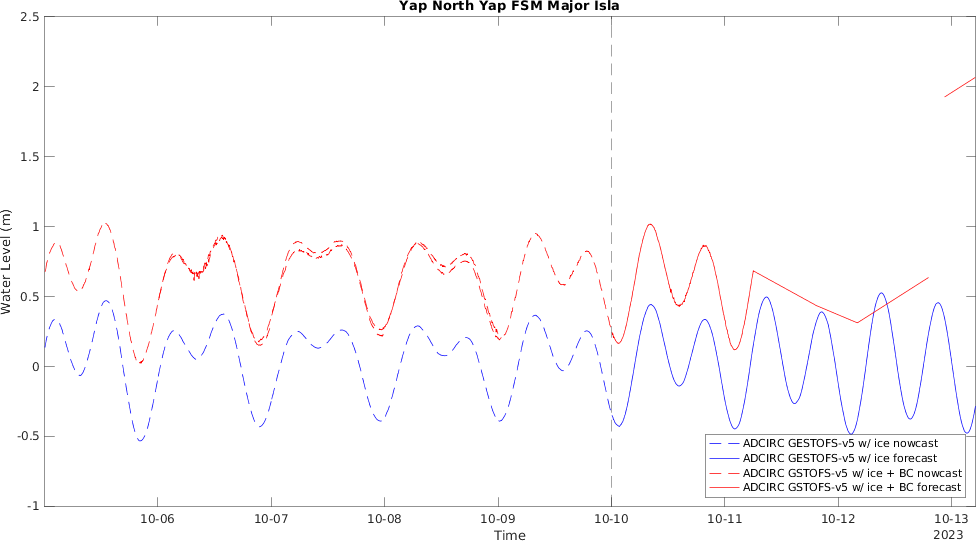 Yap North Yap FSM Major Isla
2.5
2
1.5
1
0.5
0
-0.5
-1
Water Level (m)
ADCIRC GESTOFS-v5 w/ ice nowcast
ADCIRC GESTOFS-v5 w/ ice forecast
ADCIRC GSTOFS-v5 w/ ice + BC nowcast
ADCIRC GSTOFS-v5 w/ ice + BC forecast
10-06
10-07
10-08
10-09
10-10
10-11
10-12
10-13
Time
2023